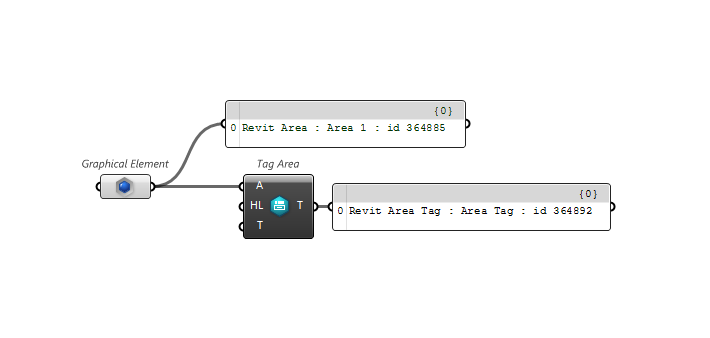 {0}
0 Revit Area : Area 1 : id 364885
Graphical Element
Tag Area
A
HL T
T
{0}
0 Revit Area Tag : Area Tag : id 364892